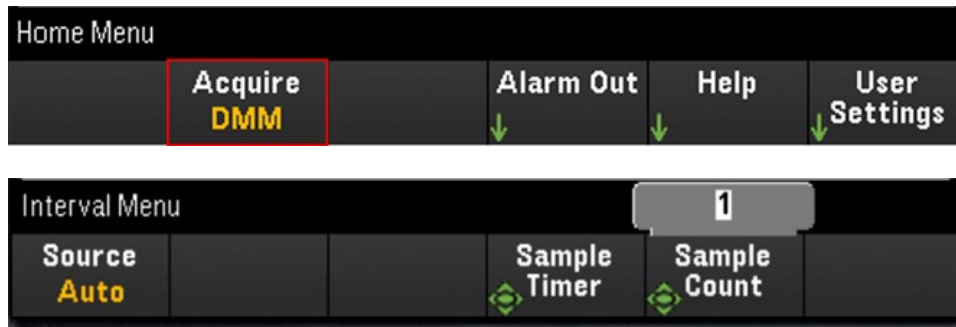 Home Menu
Acquire
DMM
Alarm Out
Help
User
Settings
Interval Menu
1
Source
Auto
Sample
Timer
Sample
Count